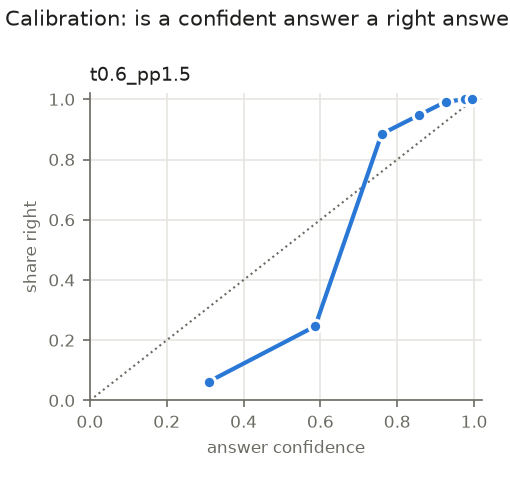 Calibration: is a confident answer a right answe
t0.6_pp1.5
1.0
0.8
0.6
0.4
0.2
0.0
share right
0.0 0.2 0.4 0.6 0.8 1.0
answer confidence